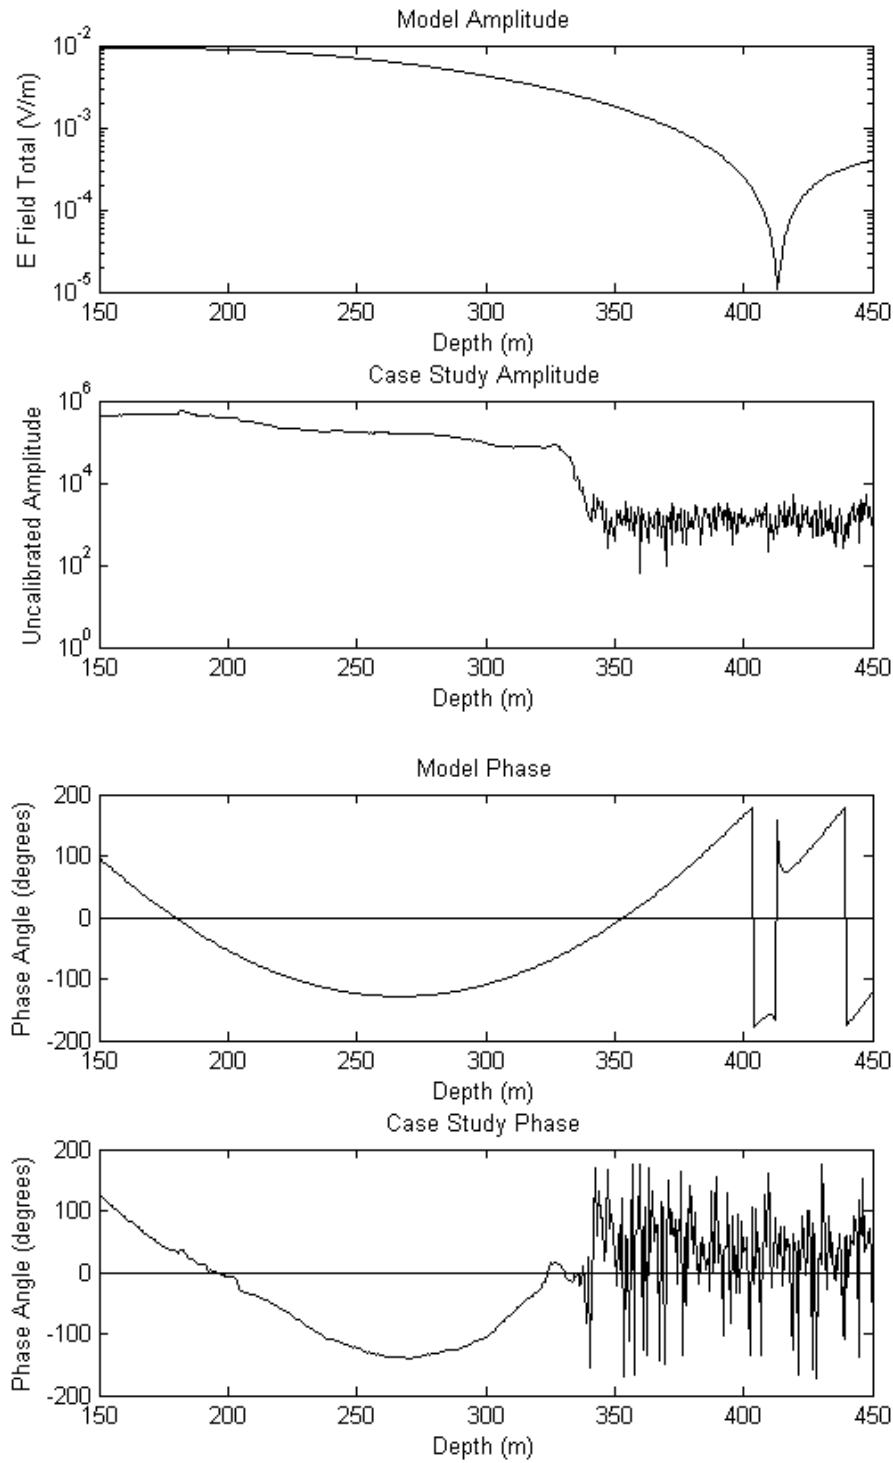 Model Amplitude
E Field Total (V/m)
10^-2
10^-3
10^-4
10^-5
150 200 250 300 350 400 450
Depth (m)
Case Study Amplitude
Uncalibrated Amplitude
10^6
10^4
10^2
10^0
150 200 250 300 350 400 450
Depth (m)
Model Phase
Phase Angle (degrees)
200
100
0
-100
-200
150 200 250 300 350 400 450
Depth (m)
Case Study Phase
Phase Angle (degrees)
200
100
0
-100
-200
150 200 250 300 350 400 450
Depth (m)